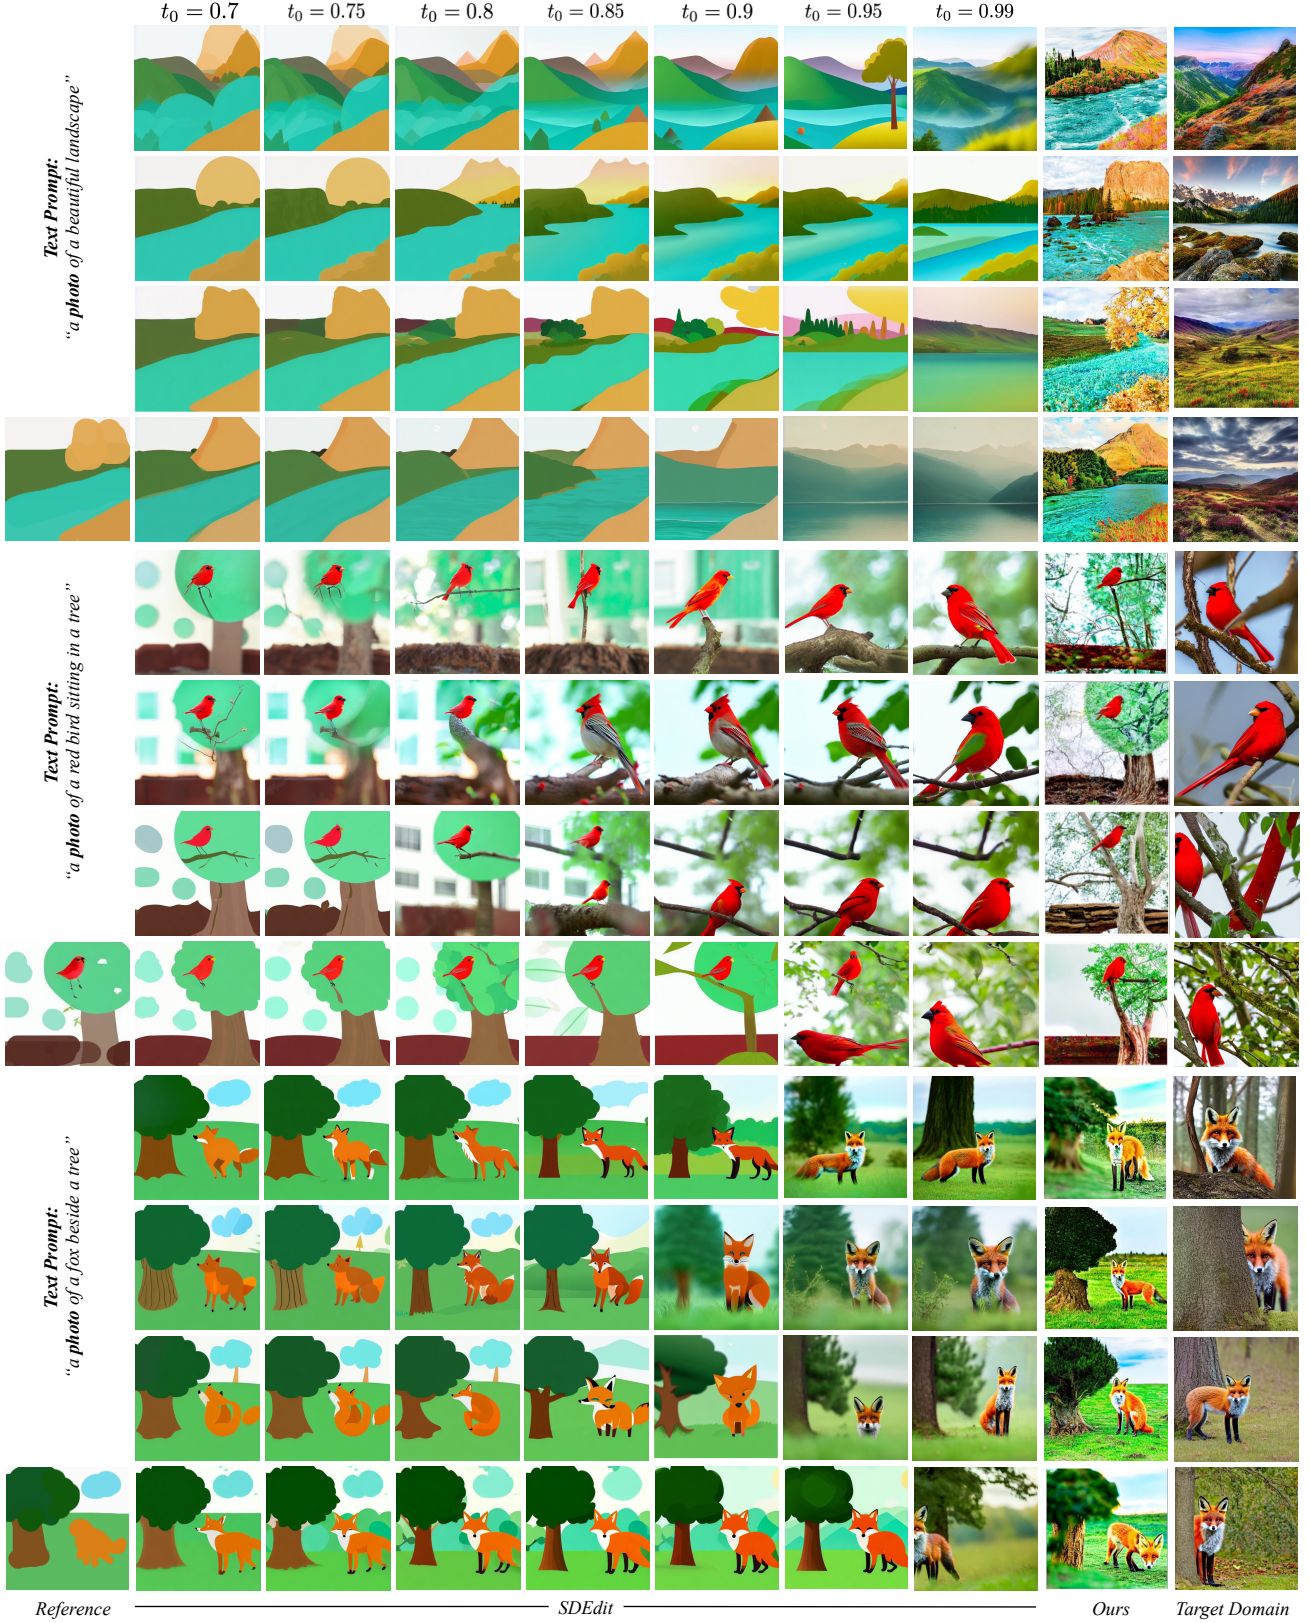 t₀ = 0.7 t₀ = 0.75 t₀ = 0.8 t₀ = 0.85 t₀ = 0.9 t₀ = 0.95 t₀ = 0.99
Text Prompt:
“a photo of a beautiful landscape”
Text Prompt:
“a photo of a red bird sitting in a tree”
Text Prompt:
“a photo of a fox beside a tree”
Reference SDEdit Ours Target Domain